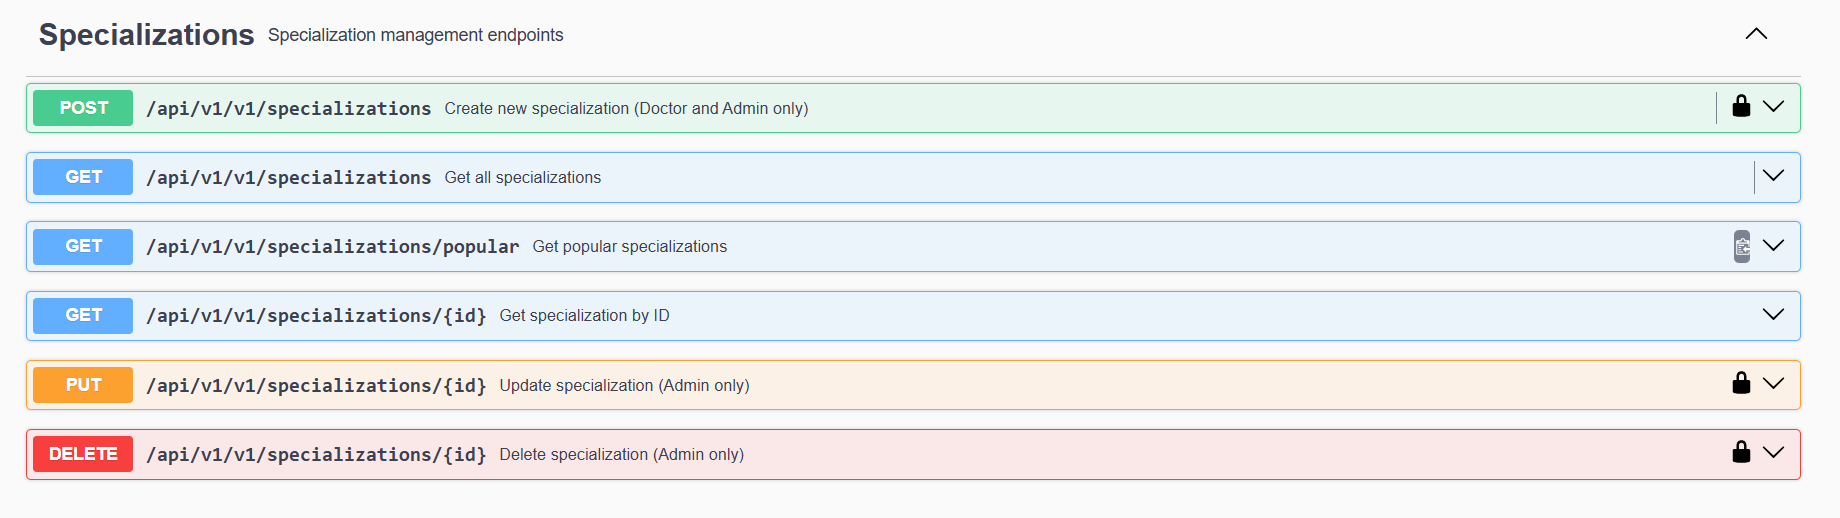 Specializations Specialization management endpoints
POST /api/v1/v1/specializations Create new specialization (Doctor and Admin only)
GET /api/v1/v1/specializations Get all specializations
GET /api/v1/v1/specializations/popular Get popular specializations
GET /api/v1/v1/specializations/{id} Get specialization by ID
PUT /api/v1/v1/specializations/{id} Update specialization (Admin only)
DELETE /api/v1/v1/specializations/{id} Delete specialization (Admin only)